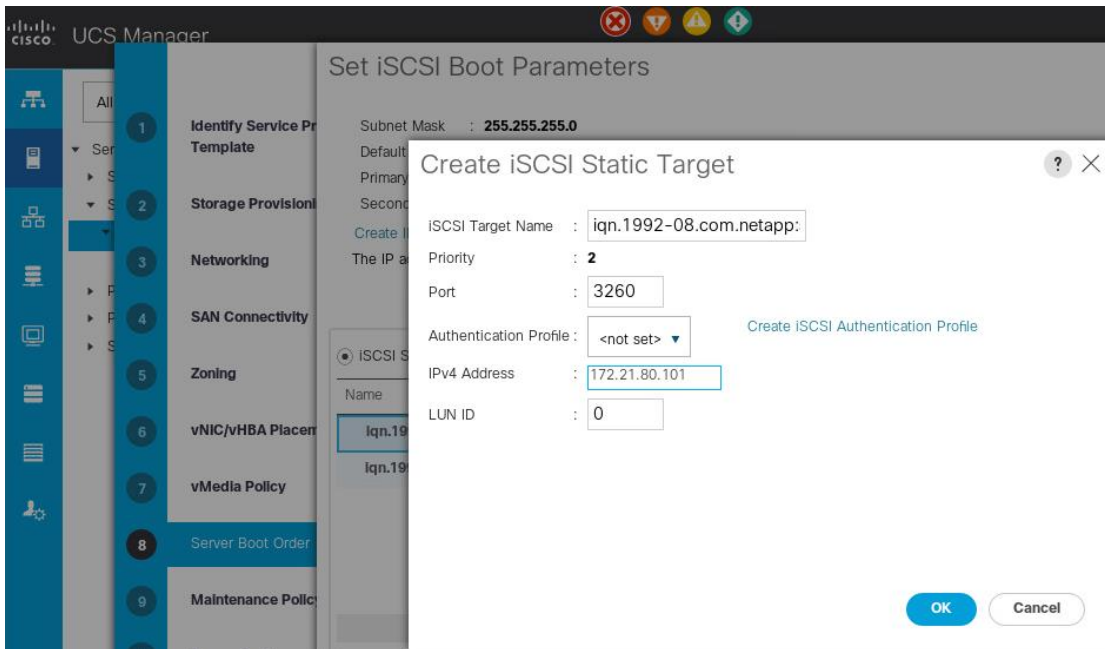 cisco
UCS Manager
All
Ser
S
S
P
P
S
1 Identify Service Pr
Template
2 Storage Provisioni
3 Networking
4 SAN Connectivity
5 Zoning
6 vNIC/vHBA Placem
7 vMedia Policy
8 Server Boot Order
9 Maintenance Policy
Set iSCSI Boot Parameters
Subnet Mask : 255.255.255.0
Default
Primary
Second
Create I
The IP a
iSCSI S
Name
iqn.19
iqn.19
Create iSCSI Static Target
?
iSCSI Target Name : iqn.1992-08.com.netapp:
Priority : 2
Port : 3260
Authentication Profile : <not set> Create iSCSI Authentication Profile
IPv4 Address : 172.21.80.101
LUN ID : 0
OK Cancel